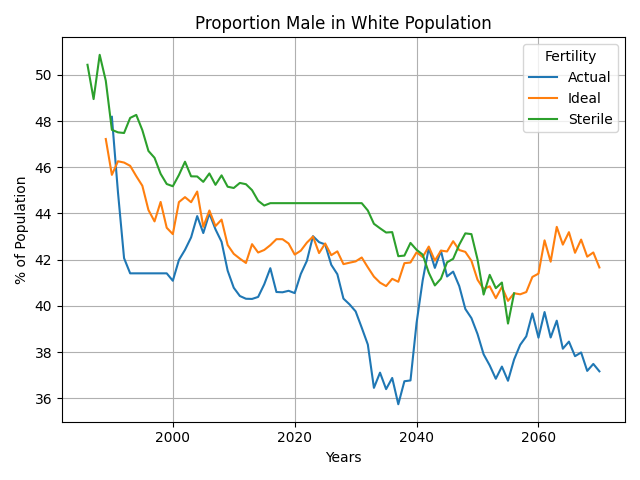 Proportion Male in White Population
Fertility
Actual
Ideal
Sterile
% of Population
50
48
46
44
42
40
38
36
2000
2020
2040
2060
Years